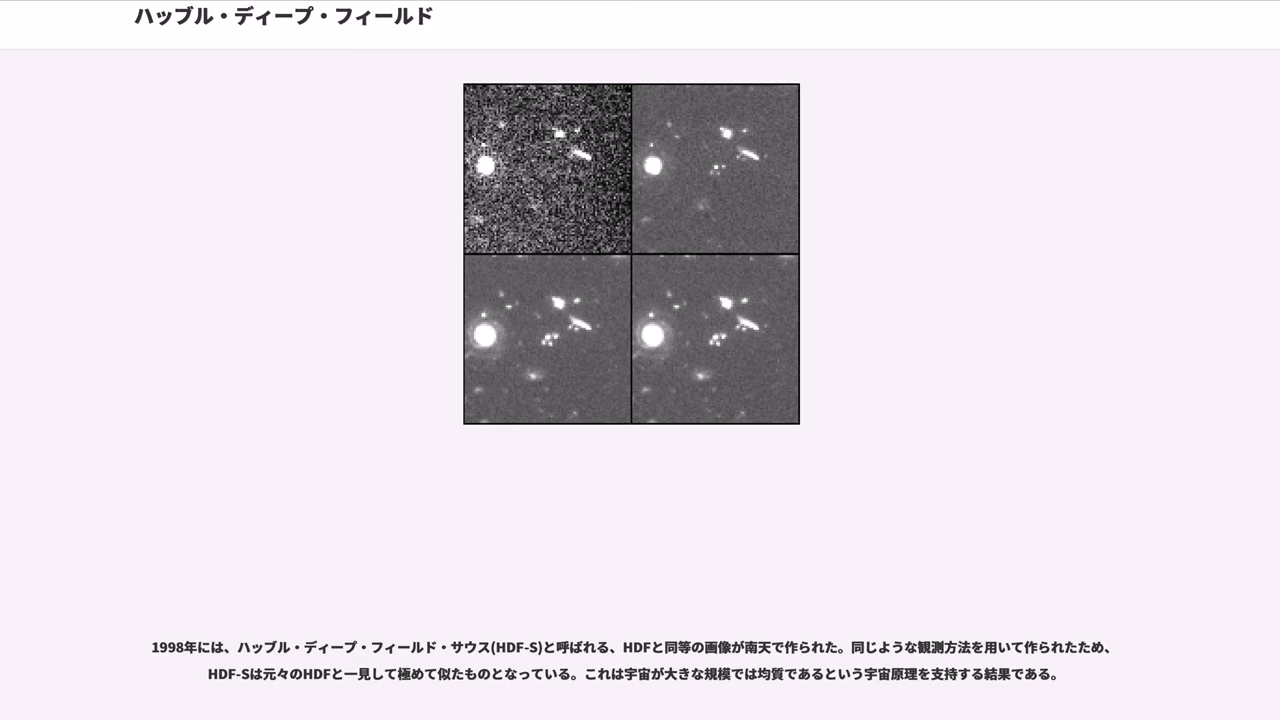 ハッブル・ディープ・フィールド
1998年には、ハッブル・ディープ・フィールド・サウス(HDF-S)と呼ばれる、HDFと同等の画像が南天で作られた。同じような観測方法を用いて作られたため、
HDF-Sは元々のHDFと一見して極めて似たものとなっている。これは宇宙が大きな規模では均質であるという宇宙原理を支持する結果である。